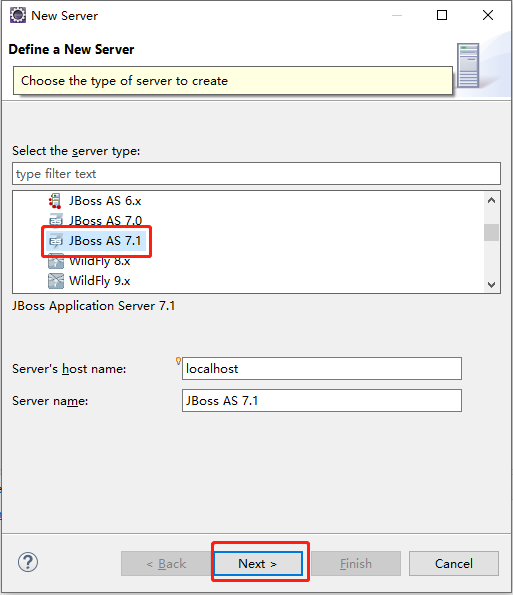 New Server
Define a New Server
Choose the type of server to create
Select the server type:
type filter text
JBoss AS 6.x
JBoss AS 7.0
JBoss AS 7.1
WildFly 8.x
WildFly 9.x
JBoss Application Server 7.1
Server's host name: localhost
Server name: JBoss AS 7.1
? < Back Next > Finish Cancel